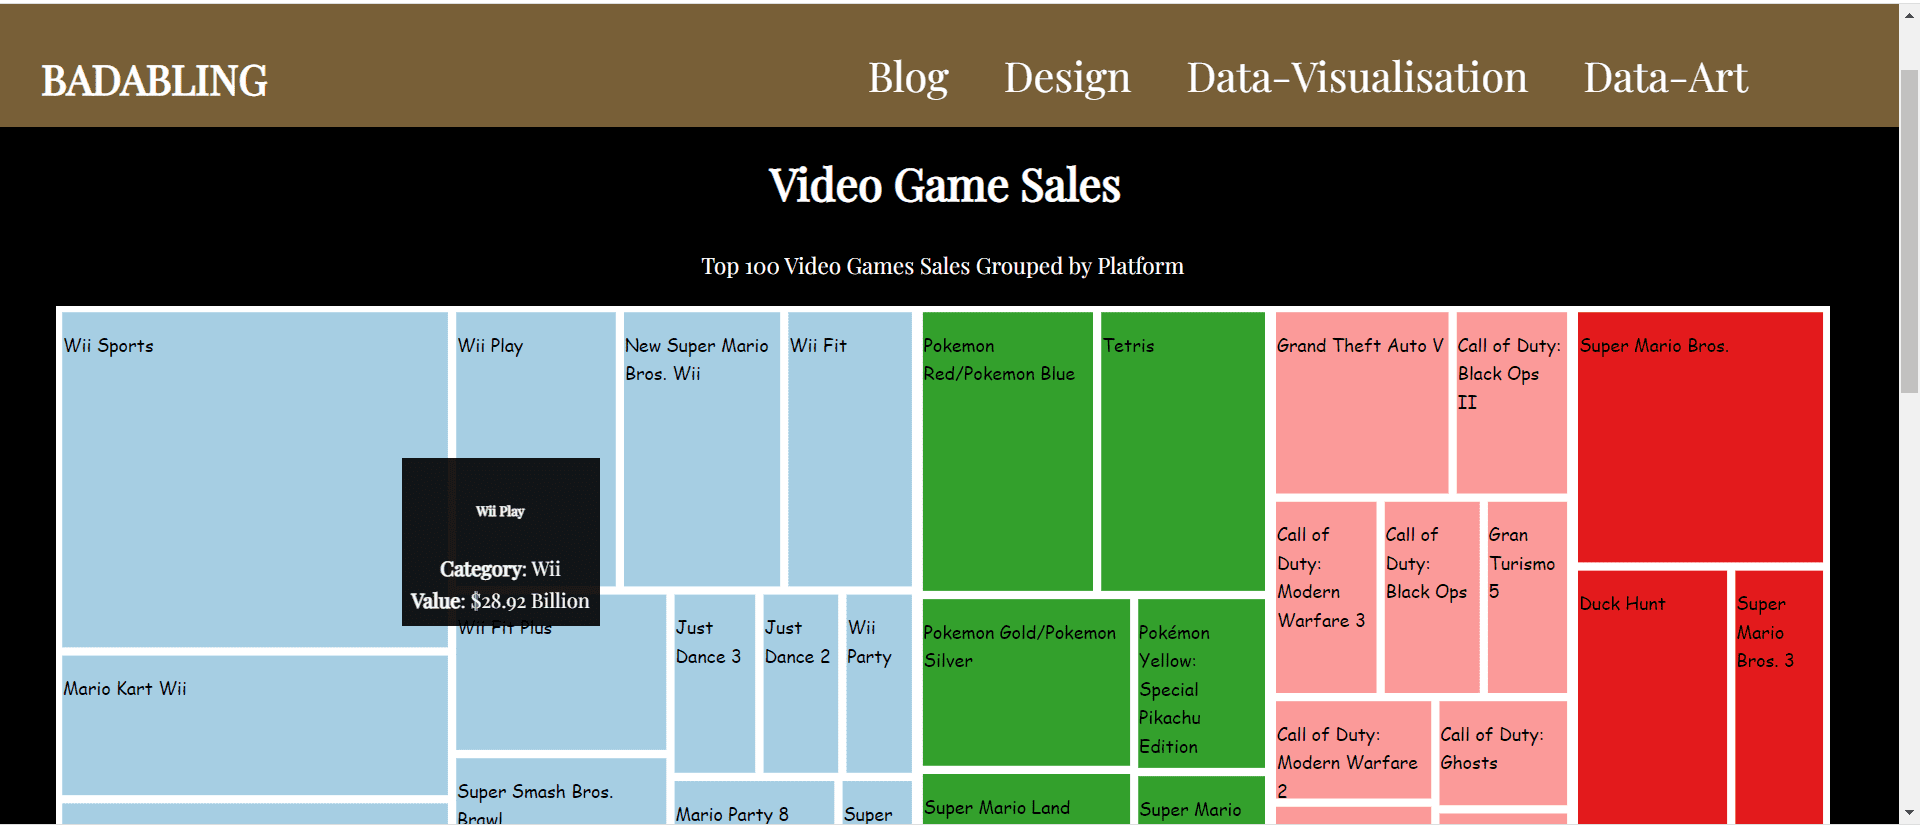 BADABLING
Blog Design Data-Visualisation Data-Art
Video Game Sales
Top 100 Video Games Sales Grouped by Platform
Wii Sports
Mario Kart Wii
Wii Play
Wii Play
Category: Wii
Value: $28.92 Billion
Wii Fit Plus
Super Smash Bros.
Brawl
New Super Mario
Bros. Wii
Wii Fit
Just
Dance 3
Just
Dance 2
Wii
Party
Mario Party 8
Super
Pokemon
Red/Pokemon Blue
Tetris
Pokemon Gold/Pokemon
Silver
Pokémon
Yellow:
Special
Pikachu
Edition
Super Mario Land
Super Mario
Grand Theft Auto V
Call of Duty:
Black Ops
II
Call of
Duty:
Modern
Warfare 3
Call of
Duty:
Black Ops
Gran
Turismo
5
Call of Duty:
Modern Warfare
2
Call of Duty:
Ghosts
Super Mario Bros.
Duck Hunt
Super
Mario
Bros. 3